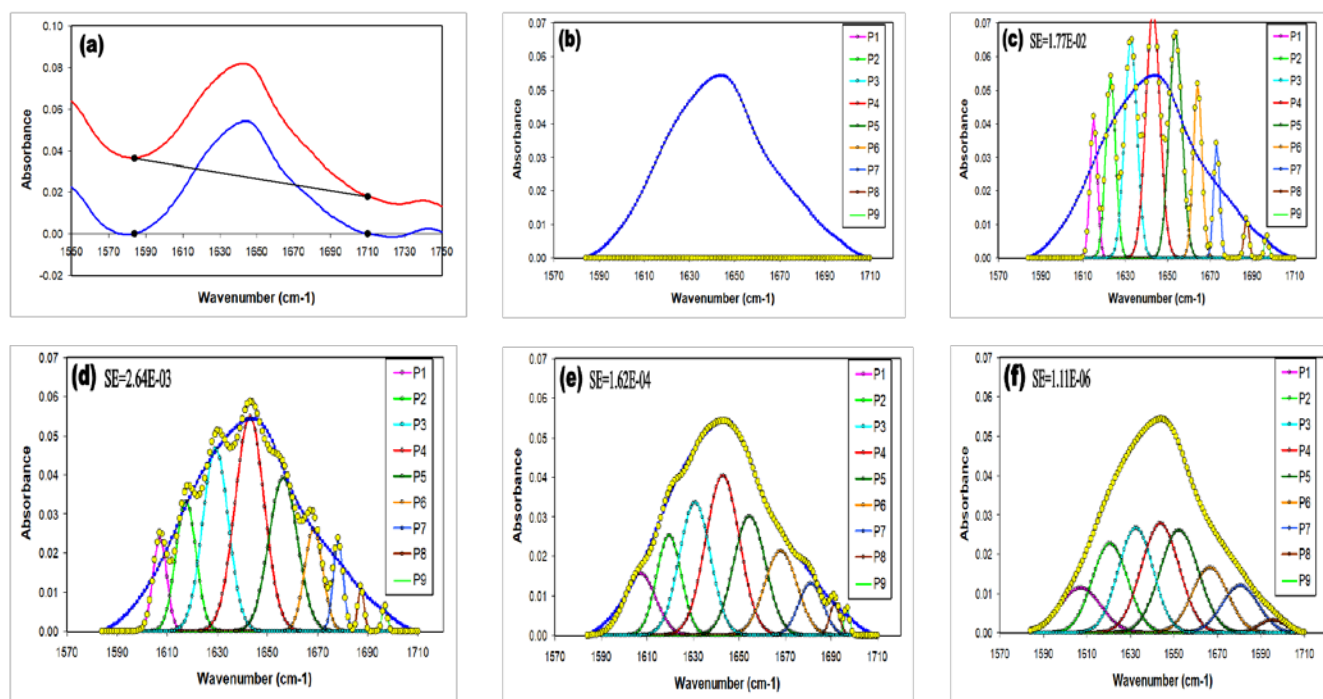 (a)
0.10
0.08
0.06
0.04
0.02
0.00
-0.02
1550
1590
1610
1630
1650
1670
1690
1710
1750
Absorbance
Wavenumber (cm-1)
(b)
0.07
0.06
0.05
0.04
0.03
0.02
0.01
0.00
1570 1590 1610 1630 1650 1670 1690 1710
Absorbance
Wavenumber (cm-1)
P1
P2
P3
P4
P5
P6
P7
P8
P9
(c) SE=1.77E-02
0.07
0.06
0.05
0.04
0.03
0.02
0.01
0.00
1570 1590 1610 1630 1650 1670 1690 1710
Absorbance
Wavenumber (cm-1)
P1
P2
P3
P4
P5
P6
P7
P8
P9
(d) SE=2.64E-03
0.07
0.06
0.05
0.04
0.03
0.02
0.01
0.00
1570 1590 1610 1630 1650 1670 1690 1710
Absorbance
Wavenumber (cm-1)
P1
P2
P3
P4
P5
P6
P7
P8
P9
(e) SE=1.62E-04
0.07
0.06
0.05
0.04
0.03
0.02
0.01
0.00
1570 1590 1610 1630 1650 1670 1690 1710
Absorbance
Wavenumber (cm-1)
P1
P2
P3
P4
P5
P6
P7
P8
P9
(f) SE=1.11E-06
0.07
0.06
0.05
0.04
0.03
0.02
0.01
0.00
1570 1590 1610 1630 1650 1670 1690 1710
Absorbance
Wavenumber (cm-1)
P1
P2
P3
P4
P5
P6
P7
P8
P9